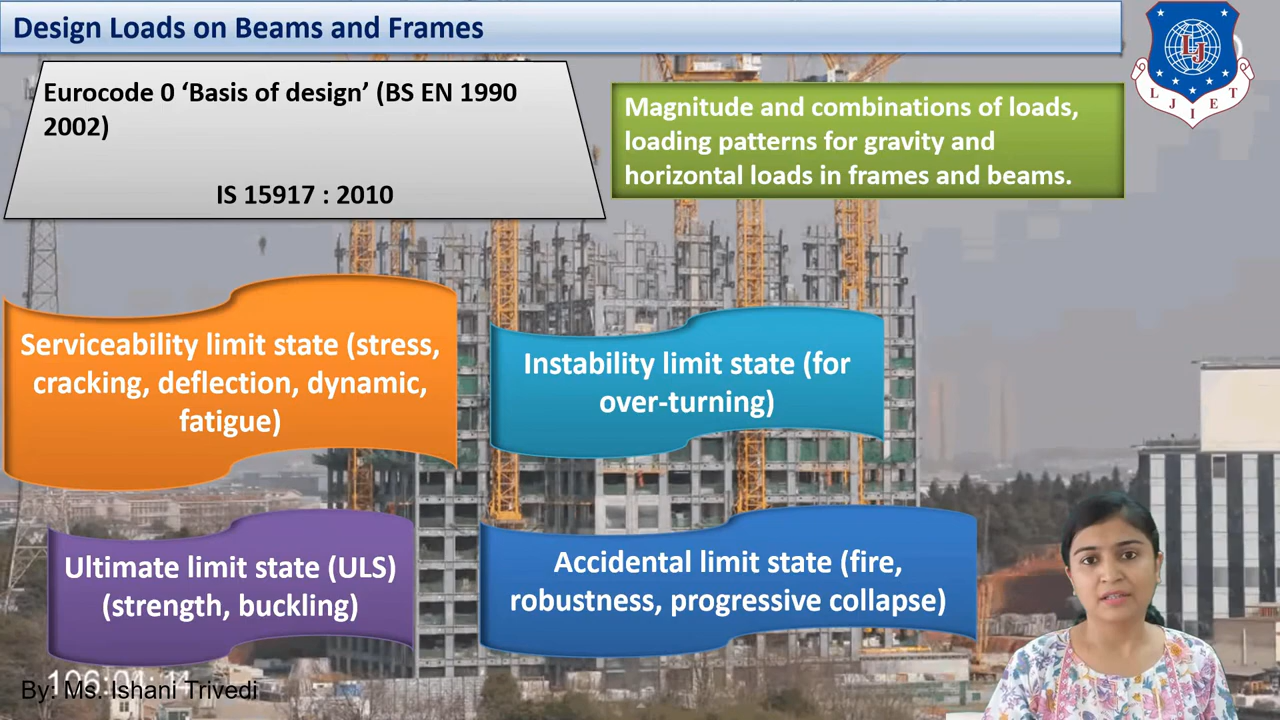 Design Loads on Beams and Frames
Eurocode 0 ‘Basis of design’ (BS EN 1990
2002)
IS 15917 : 2010
Magnitude and combinations of loads,
loading patterns for gravity and
horizontal loads in frames and beams.
LJIET
LJ
Serviceability limit state (stress,
cracking, deflection, dynamic,
fatigue)
Instability limit state (for
over-turning)
Ultimate limit state (ULS)
(strength, buckling)
Accidental limit state (fire,
robustness, progressive collapse)
By: Ms. Ishani Trivedi